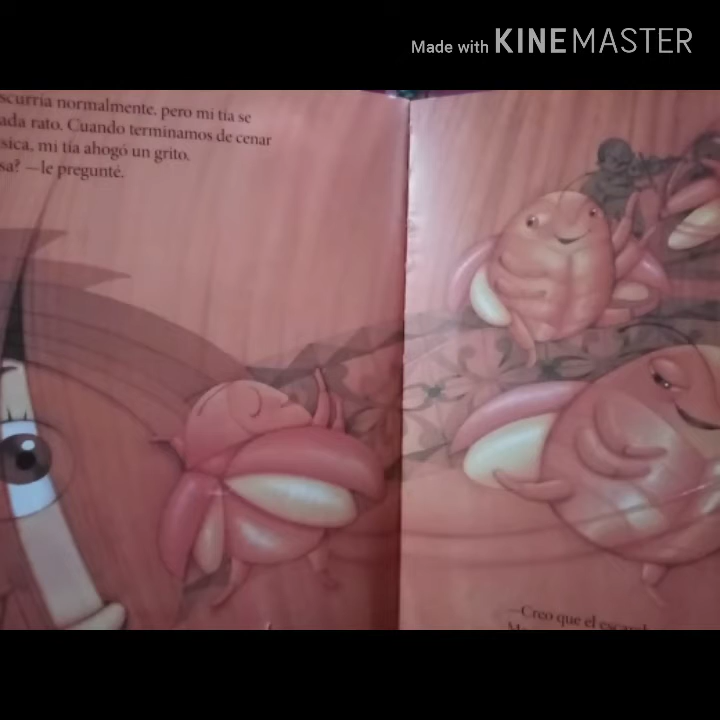 Made with KINEMASTER
scurría normalmente, pero mi tía se
ada rato. Cuando terminamos de cenar
sica, mi tía ahogó un grito.
sa? —le pregunté.
—Creo que el